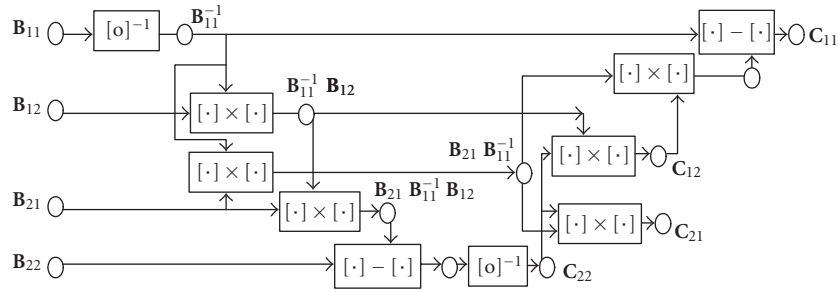 B₁₁ [o]⁻¹ B₁₁⁻¹ [·] − [·] C₁₁
[·] × [·]
B₁₂ [·] × [·] B₁₁⁻¹ B₁₂
[·] × [·] B₂₁ B₁₁⁻¹ [·] × [·] C₁₂
B₂₁ [·] × [·] B₂₁ B₁₁⁻¹ B₁₂ [·] × [·] C₂₁
B₂₂ [·] − [·] [o]⁻¹ C₂₂